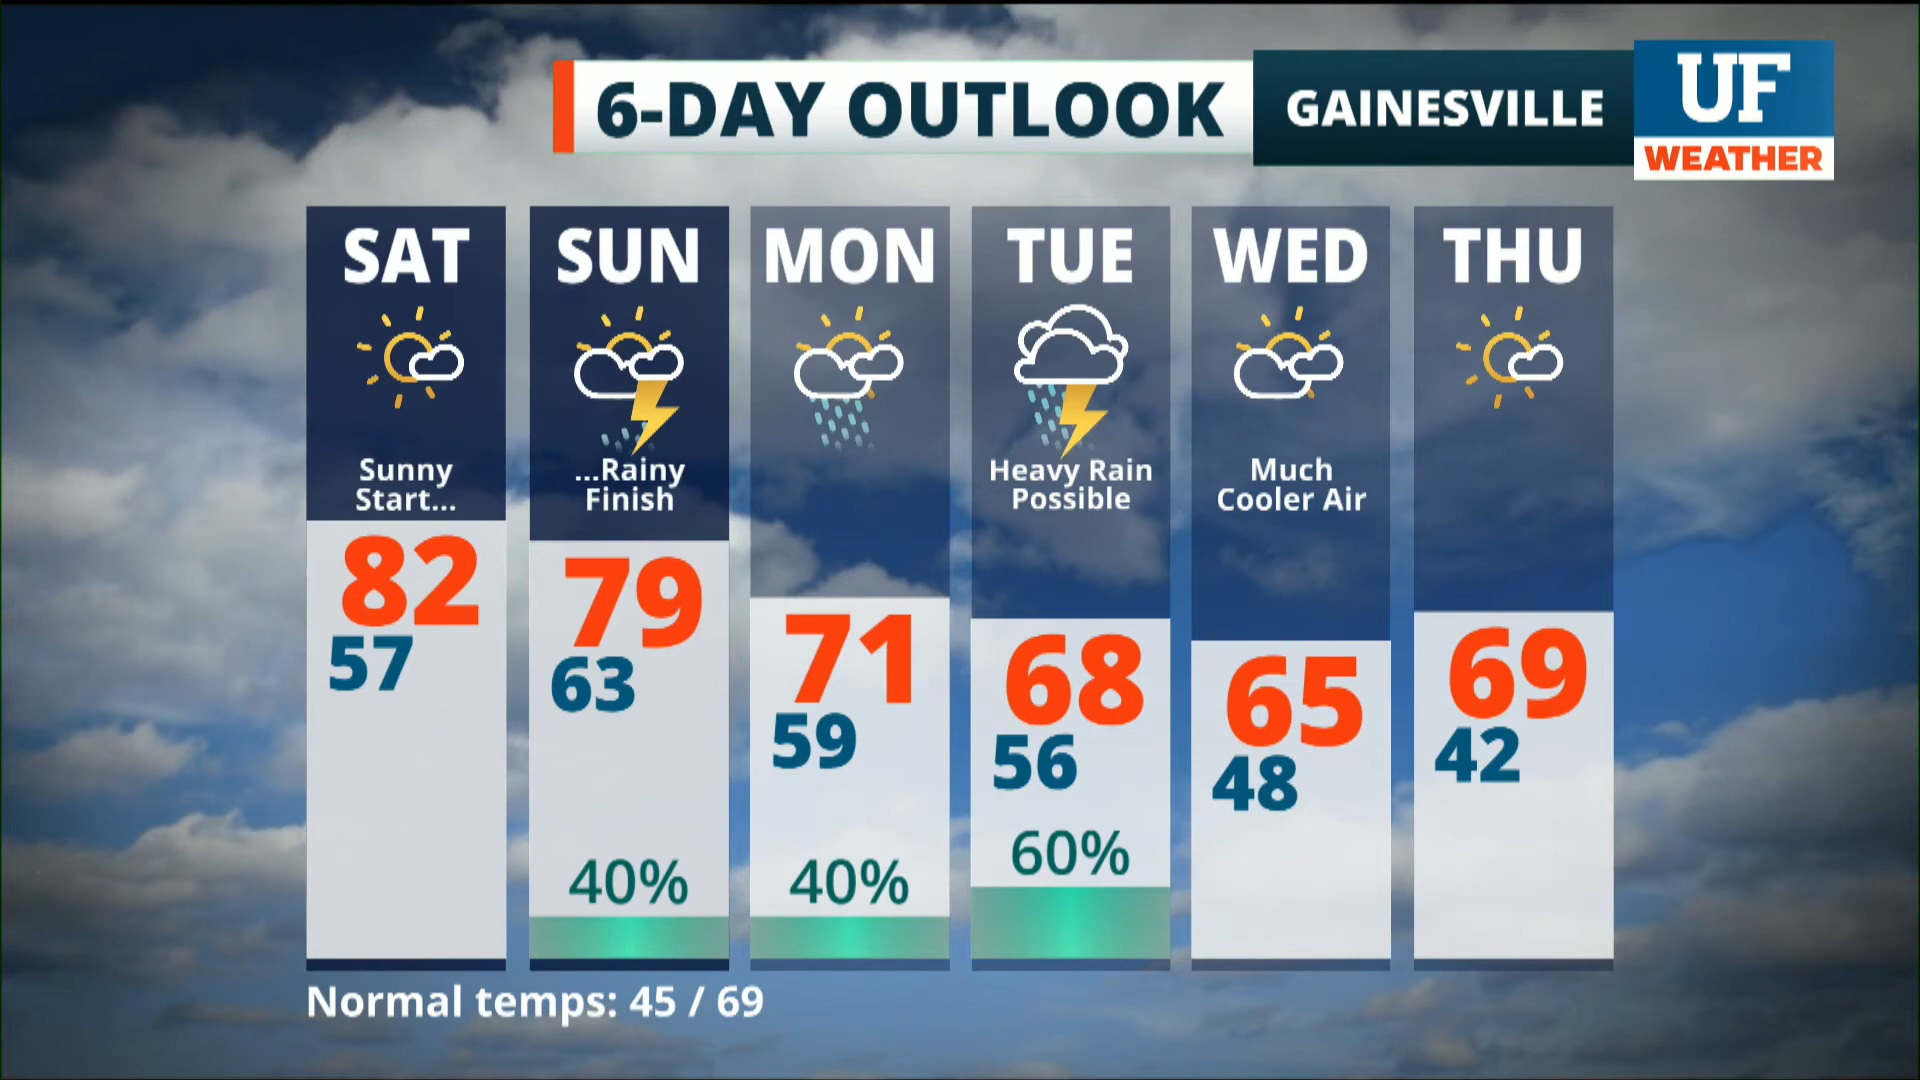 6-DAY OUTLOOK
GAINESVILLE
UF
WEATHER
SAT
SUN
MON
TUE
WED
THU
Sunny
Start...
...Rainy
Finish
Heavy Rain
Possible
Much
Cooler Air
82
57
79
63
71
59
68
56
65
48
69
42
40%
40%
60%
Normal temps: 45 / 69